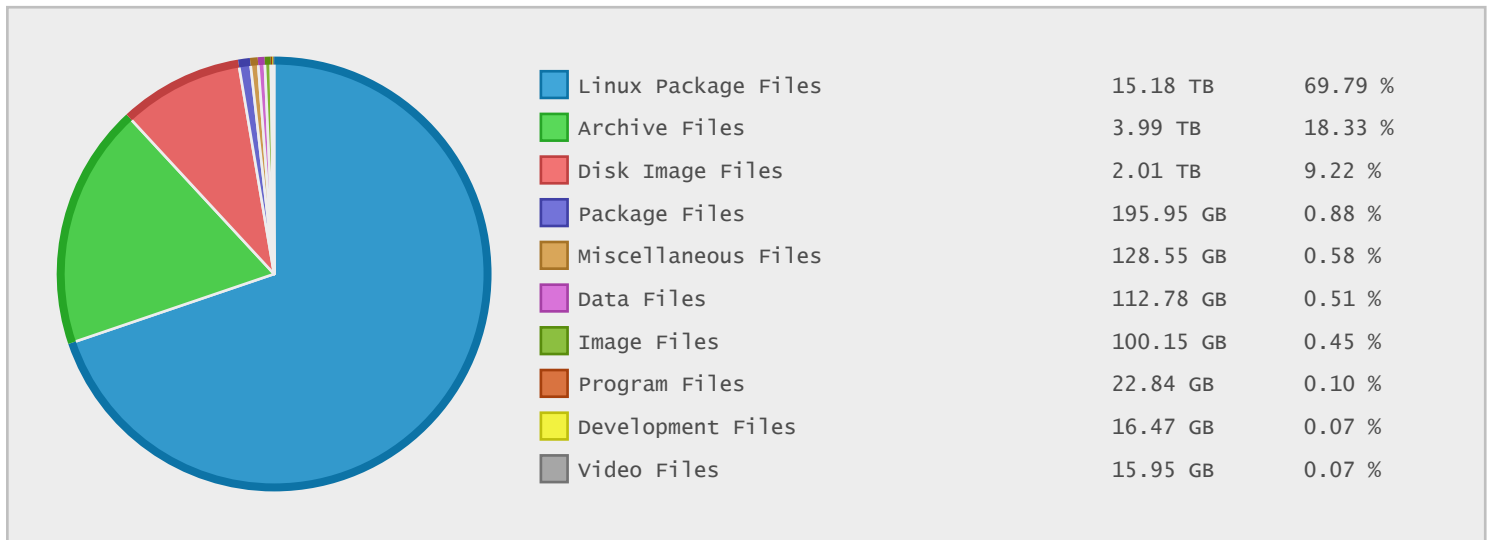 Linux Package Files 15.18 TB 69.79 %
Archive Files 3.99 TB 18.33 %
Disk Image Files 2.01 TB 9.22 %
Package Files 195.95 GB 0.88 %
Miscellaneous Files 128.55 GB 0.58 %
Data Files 112.78 GB 0.51 %
Image Files 100.15 GB 0.45 %
Program Files 22.84 GB 0.10 %
Development Files 16.47 GB 0.07 %
Video Files 15.95 GB 0.07 %